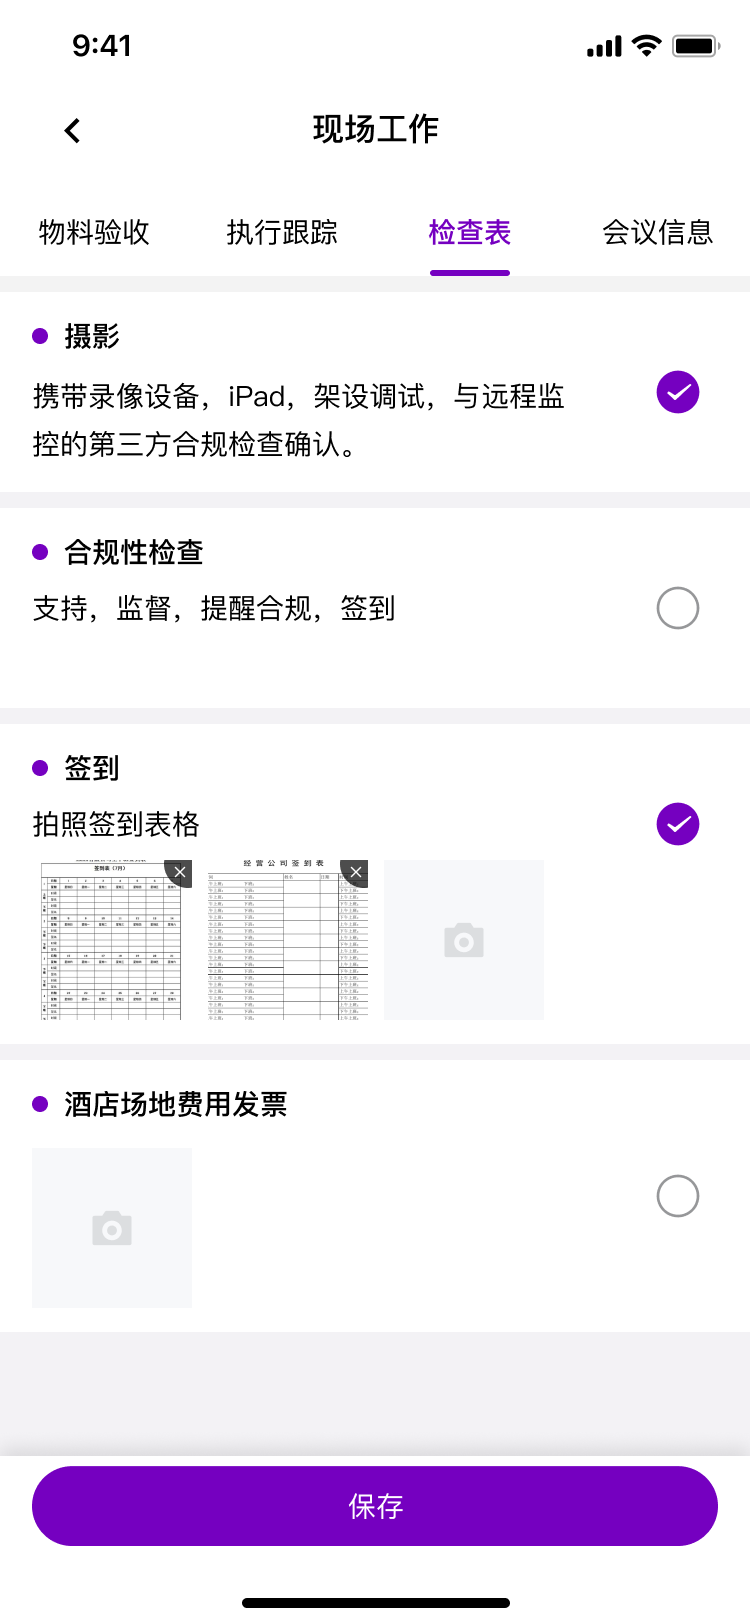 9:41
现场工作
物料验收 执行跟踪 检查表 会议信息
摄影
携带录像设备，iPad，架设调试，与远程监
控的第三方合规检查确认。
合规性检查
支持，监督，提醒合规，签到
签到
拍照签到表格
签到表（7月）
经营公司签到表
酒店场地费用发票
保存